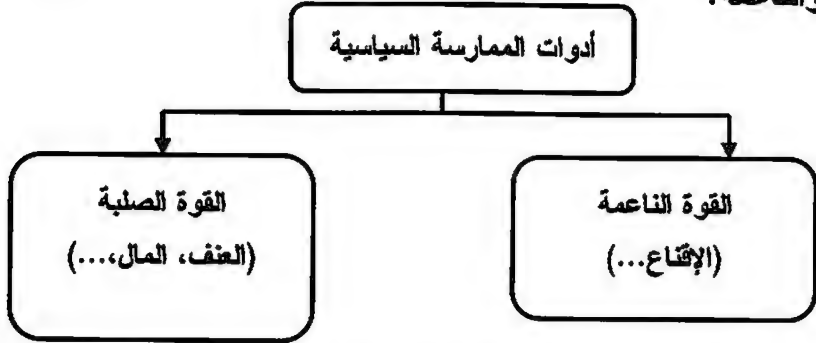 أدوات الممارسة السياسية
القوة الناعمة
(الإقناع...)
القوة الصلبة
(العنف، المال،...)